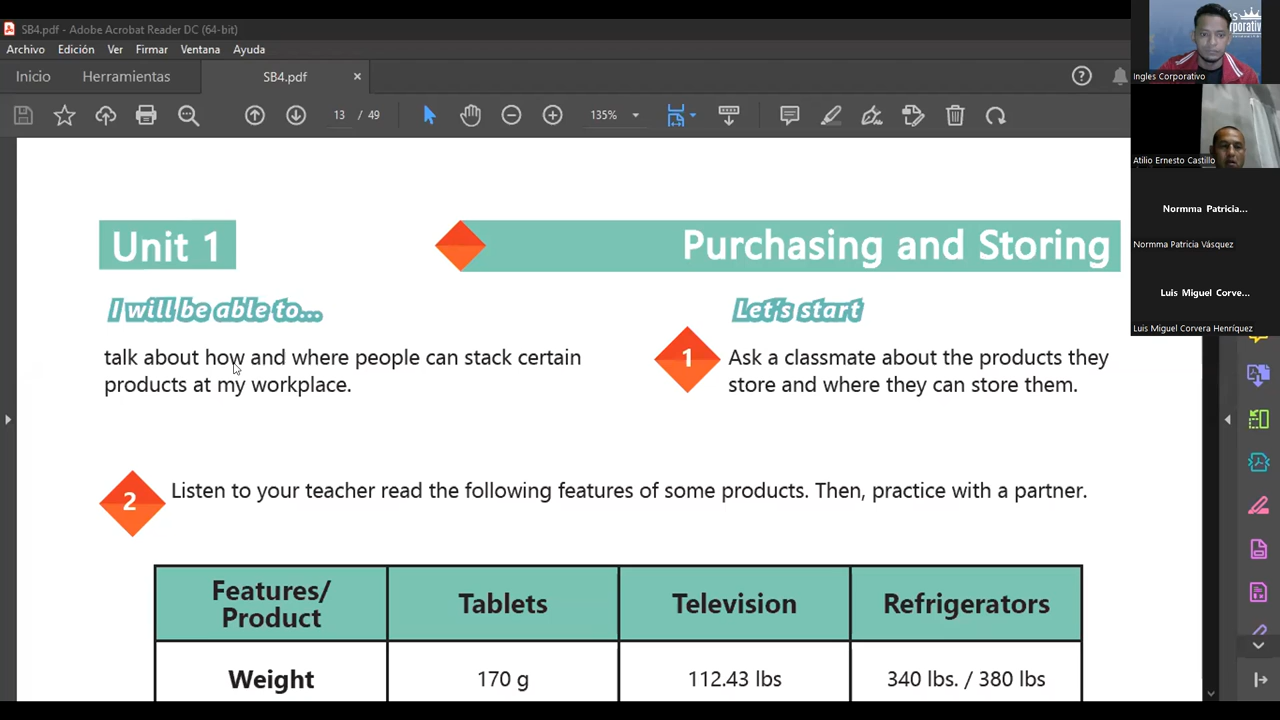 SB4.pdf - Adobe Acrobat Reader DC (64-bit)
Archivo Edición Ver Firmar Ventana Ayuda
Inicio Herramientas SB4.pdf ×
13 / 49 135%
Unit 1
Purchasing and Storing
I will be able to...
talk about how and where people can stack certain
products at my workplace.
Let's start
1 Ask a classmate about the products they
store and where they can store them.
2 Listen to your teacher read the following features of some products. Then, practice with a partner.
Features/
Product
Tablets
Television
Refrigerators
Weight
170 g
112.43 lbs
340 lbs. / 380 lbs
Ingles Corporativo
Atilio Ernesto Castillo
Normma Patricia...
Normma Patricia Vásquez
Luis Miguel Corve...
Luis Miguel Corvera Henríquez